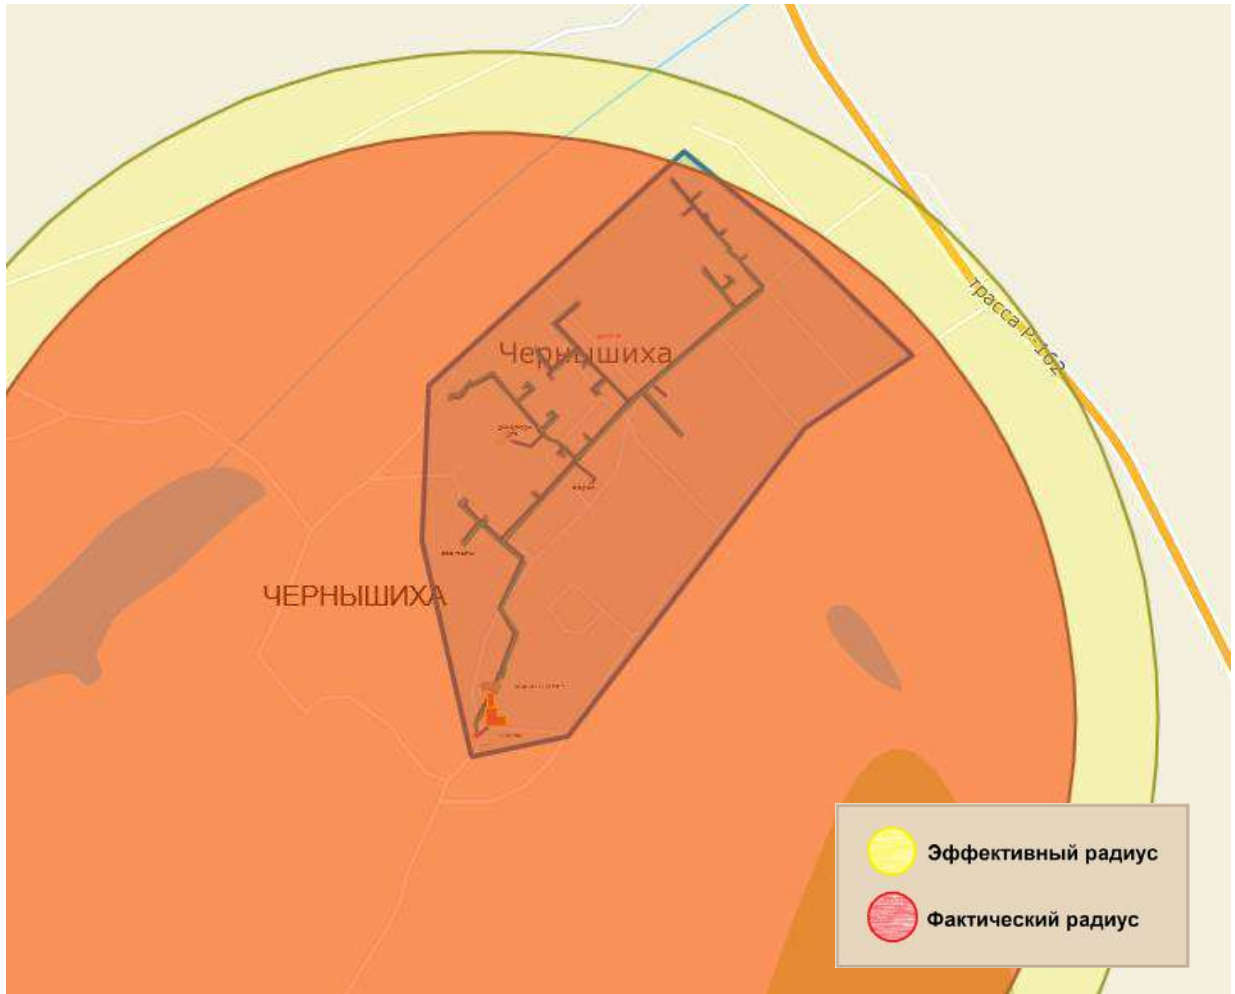 трасса Р-162
Чернышиха
ЧЕРНЫШИХА
Эффективный радиус
Фактический радиус